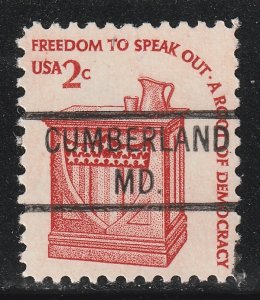 FREEDOM TO SPEAK OUT · A ROOT OF DEMOCRACY
USA 2c
CUMBERLAND
MD.